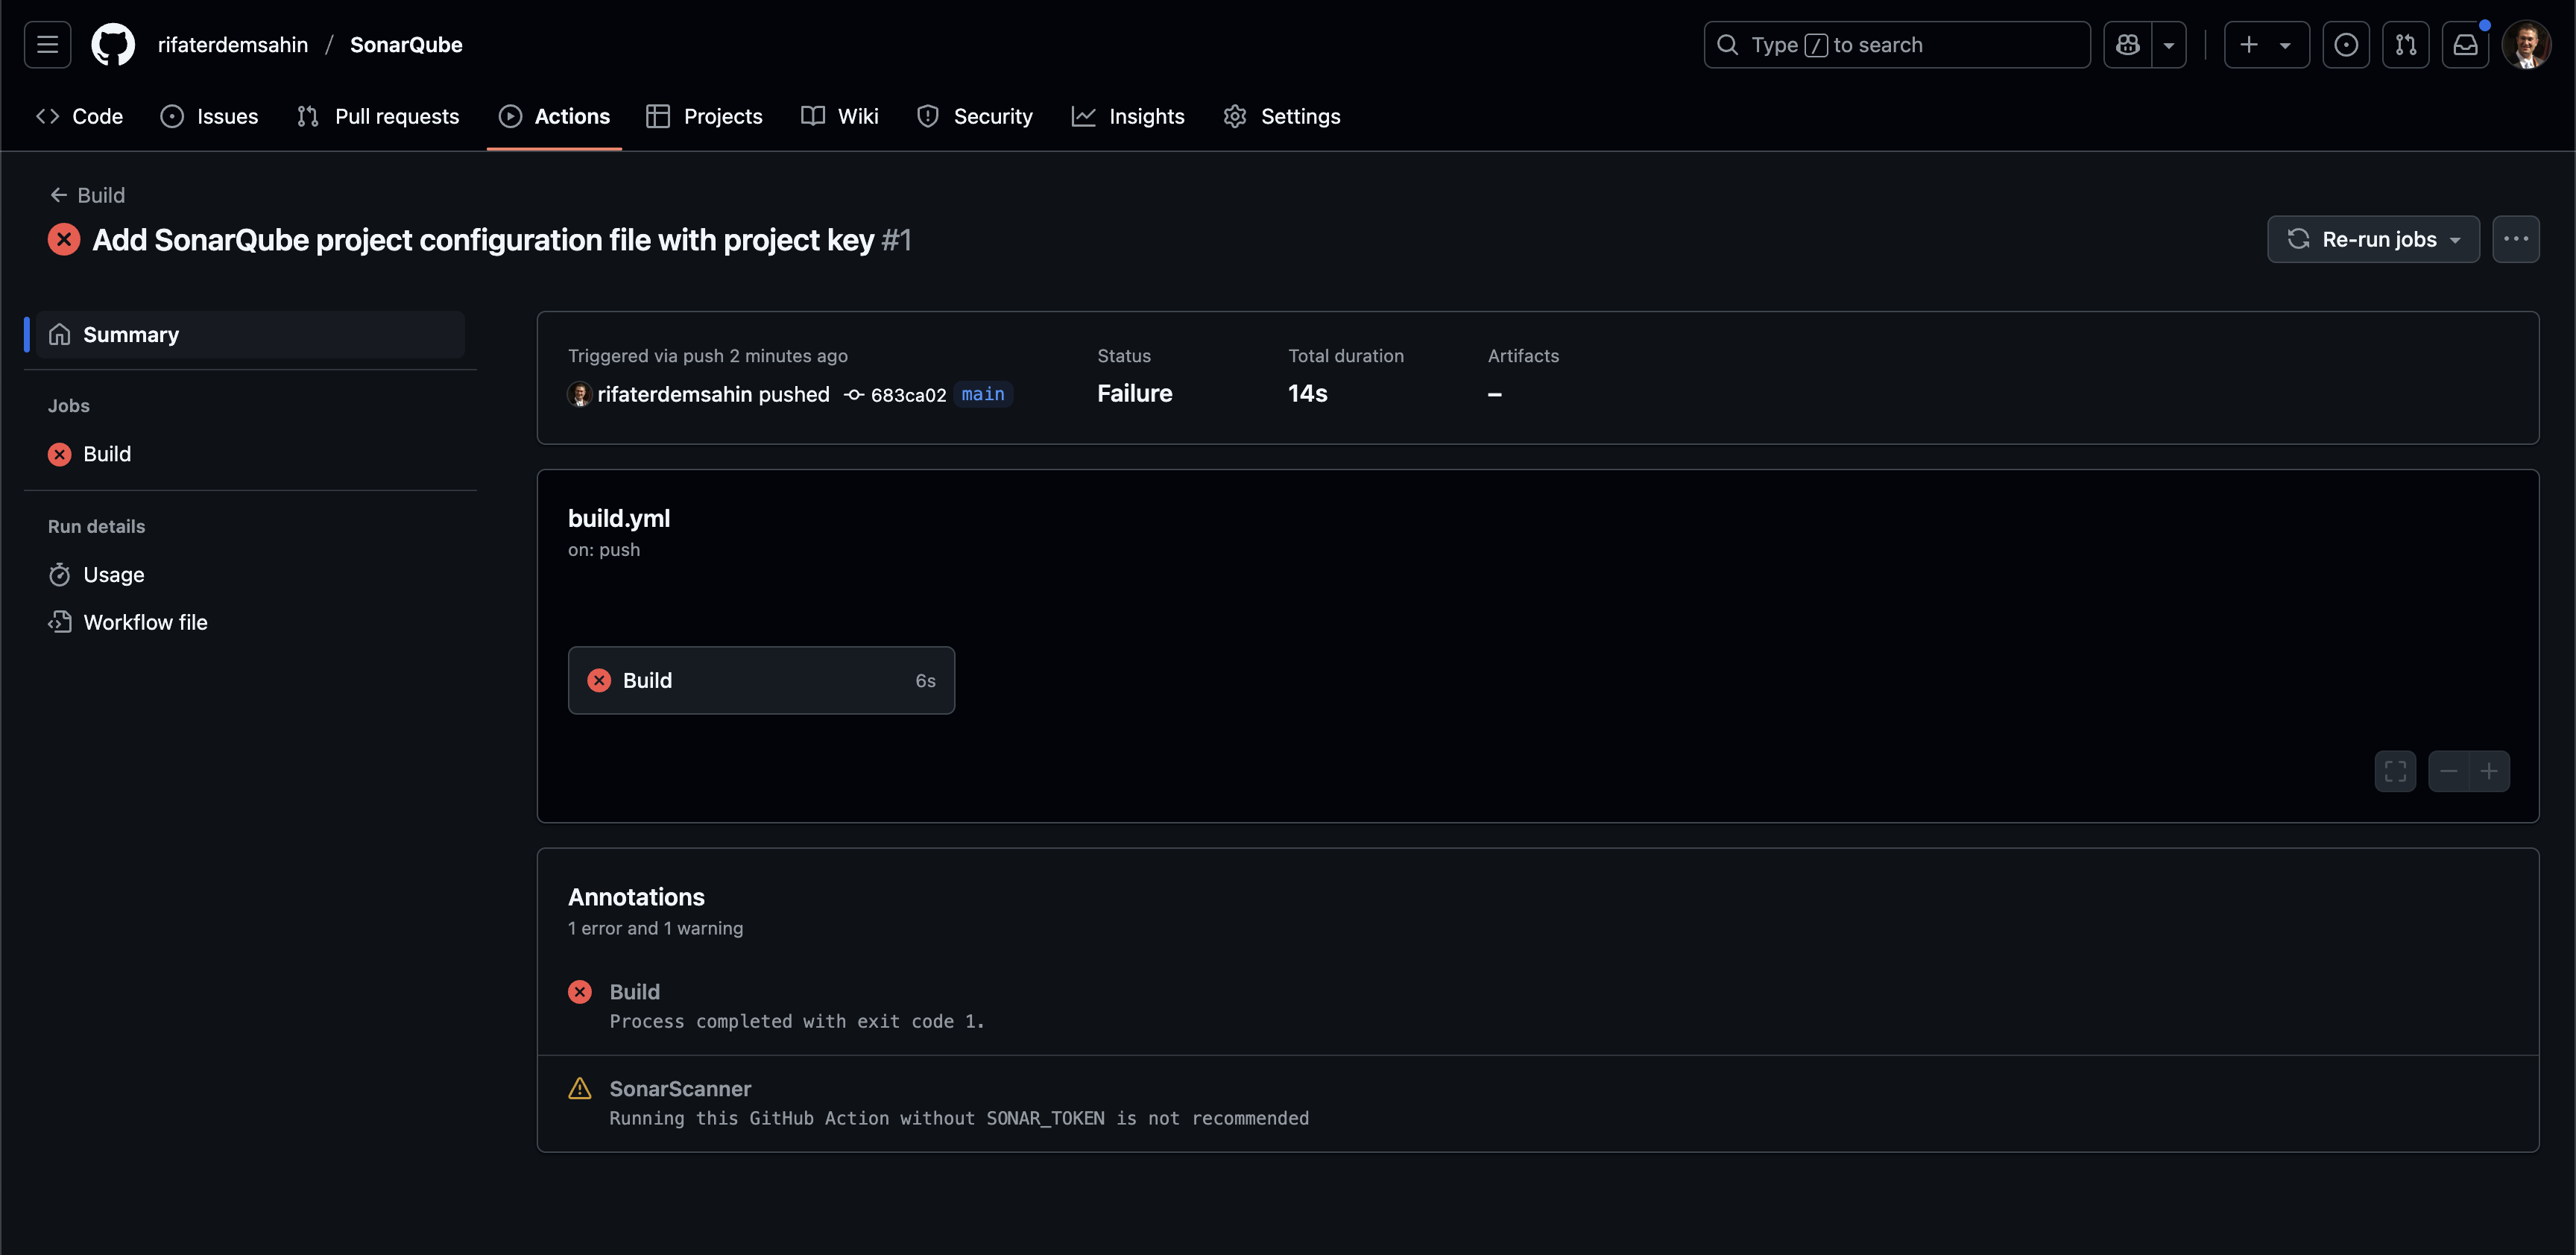 rifaterdemsahin / SonarQube
Type / to search
Code Issues Pull requests Actions Projects Wiki Security Insights Settings
Build
Add SonarQube project configuration file with project key #1
Re-run jobs
Summary
Jobs
Build
Run details
Usage
Workflow file
Triggered via push 2 minutes ago
rifaterdemsahin pushed 683ca02 main
Status
Failure
Total duration
14s
Artifacts
–
build.yml
on: push
Build 6s
Annotations
1 error and 1 warning
Build
Process completed with exit code 1.
SonarScanner
Running this GitHub Action without SONAR_TOKEN is not recommended